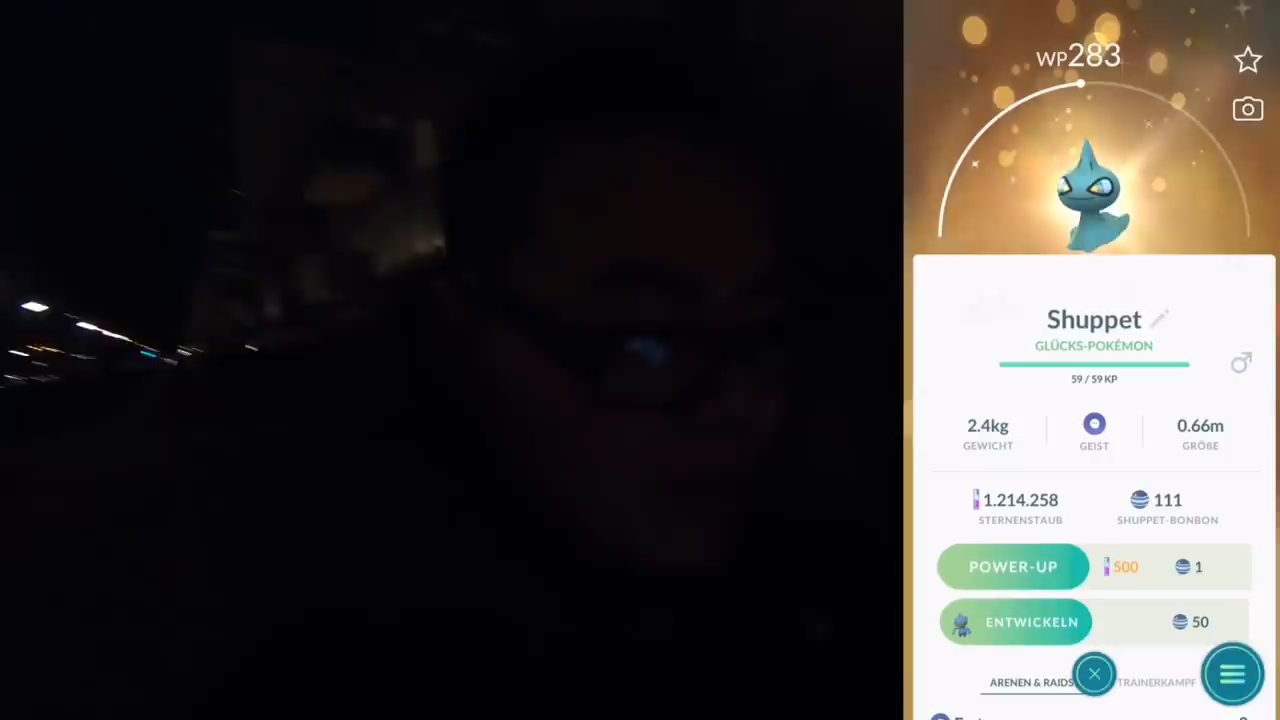 WP283
Shuppet
GLÜCKS-POKÉMON
59 / 59 KP
2.4kg
GEWICHT
GEIST
0.66m
GRÖßE
1.214.258
STERNENSTAUB
111
SHUPPET-BONBON
POWER-UP 500 1
ENTWICKELN 50
ARENEN & RAIDS TRAINERKAMPF